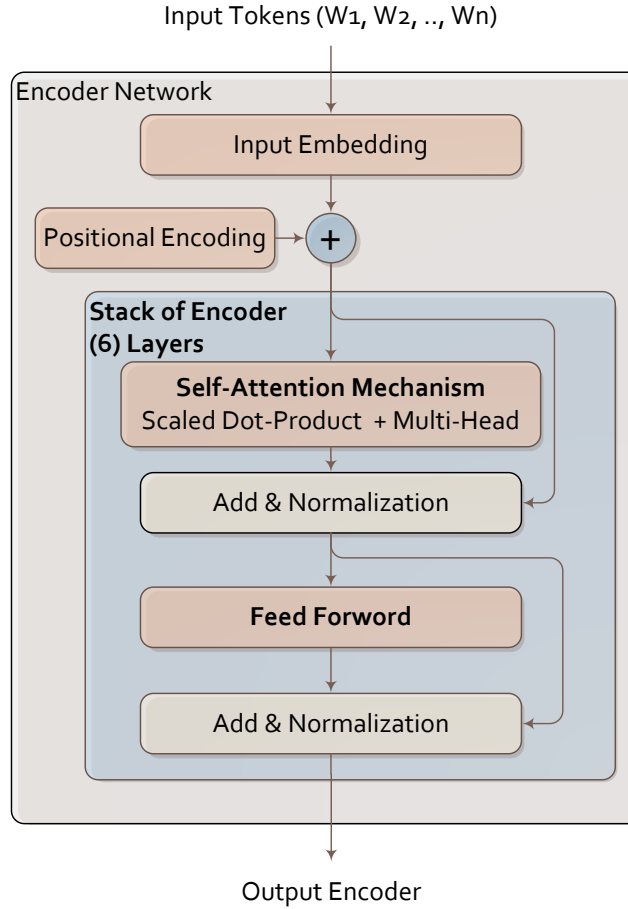 Input Tokens (W1, W2, .., Wn)
Encoder Network
Input Embedding
Positional Encoding
+
Stack of Encoder
(6) Layers
Self-Attention Mechanism
Scaled Dot-Product + Multi-Head
Add & Normalization
Feed Forword
Add & Normalization
Output Encoder